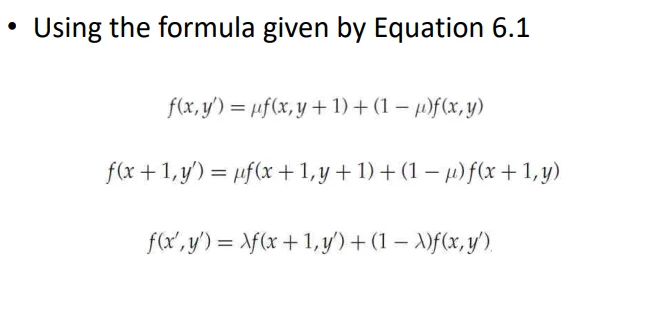 • Using the formula given by Equation 6.1
f(x, y′) = μf(x, y + 1) + (1 − μ)f(x, y)
f(x + 1, y′) = μf(x + 1, y + 1) + (1 − μ)f(x + 1, y)
f(x′, y′) = λf(x + 1, y′) + (1 − λ)f(x, y′).